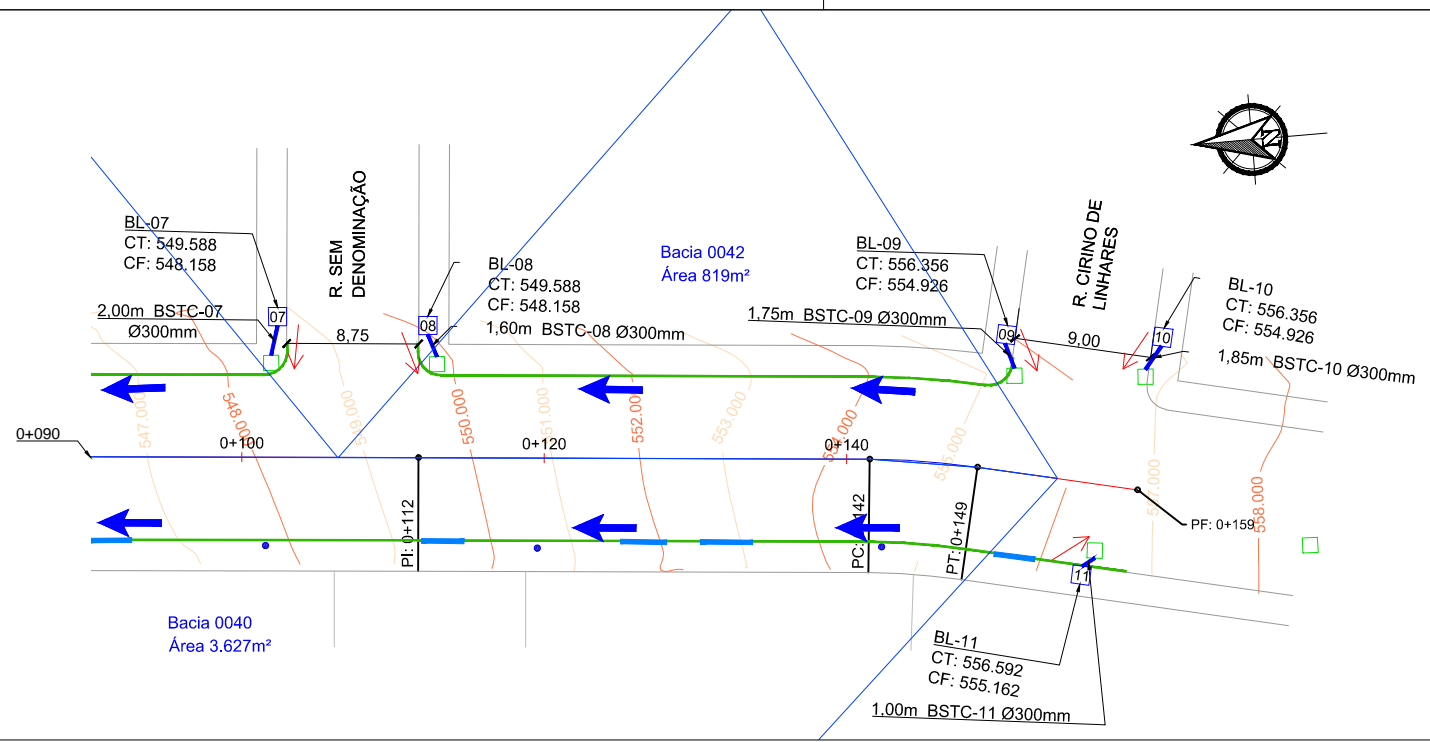 BL-07
CT: 549.588
CF: 548.158
2,00m  BSTC-07
Ø300mm
07
R. SEM
DENOMINAÇÃO
8,75
08
BL-08
CT: 549.588
CF: 548.158
1,60m  BSTC-08 Ø300mm
Bacia 0042
Área 819m²
BL-09
CT: 556.356
CF: 554.926
1,75m  BSTC-09 Ø300mm
09
R. CIRINO DE
LINHARES
9,00
10
BL-10
CT: 556.356
CF: 554.926
1,85m  BSTC-10 Ø300mm
N
547.000
548.000
549.000
550.000
551.000
552.000
553.000
554.000
555.000
557.000
558.000
0+090
0+100
0+120
0+140
PI: 0+112
PC: 0+142
PT: 0+149
PF: 0+159
11
BL-11
CT: 556.592
CF: 555.162
1,00m  BSTC-11 Ø300mm
Bacia 0040
Área 3.627m²